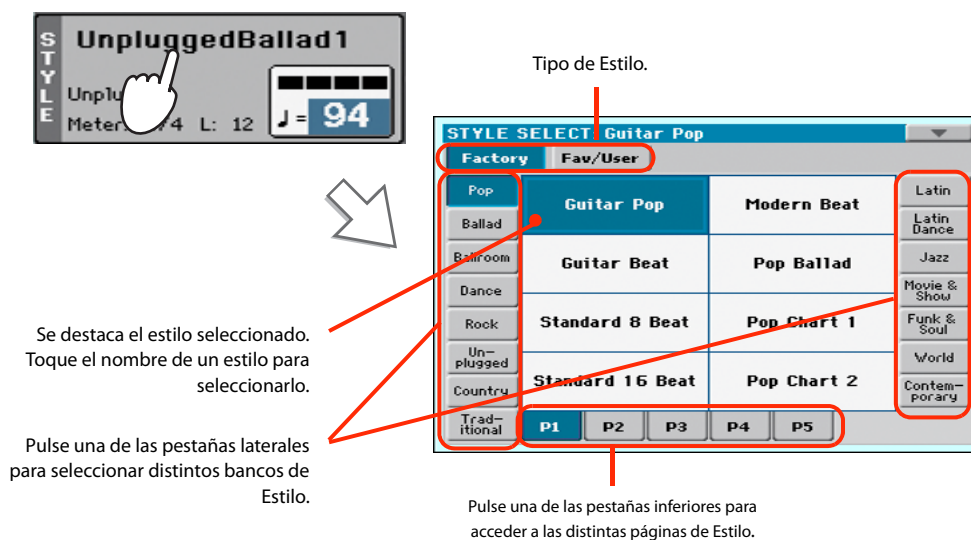 STYLE
UnpluggedBallad1
Unplu
Meter: /4 L: 12
♩= 94
Tipo de Estilo.
STYLE SELECT: Guitar Pop
Factory Fav/User
Pop
Ballad
Ballroom
Dance
Rock
Un-
plugged
Country
Trad-
itional
Guitar Pop
Modern Beat
Guitar Beat
Pop Ballad
Standard 8 Beat
Pop Chart 1
Standard 16 Beat
Pop Chart 2
Latin
Latin
Dance
Jazz
Movie &
Show
Funk &
Soul
World
Contem-
porary
P1 P2 P3 P4 P5
Se destaca el estilo seleccionado.
Toque el nombre de un estilo para
seleccionarlo.
Pulse una de las pestañas laterales
para seleccionar distintos bancos de
Estilo.
Pulse una de las pestañas inferiores para
acceder a las distintas páginas de Estilo.